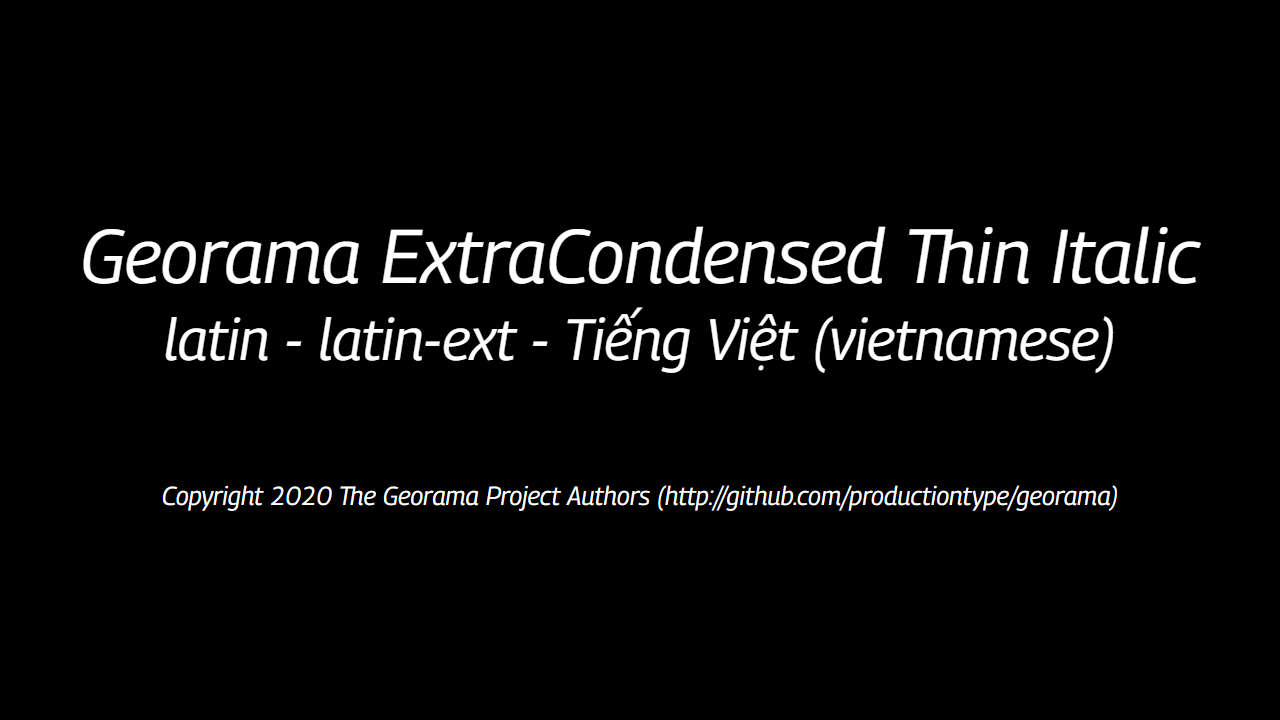 Georama ExtraCondensed Thin Italic
latin - latin-ext - Tiếng Việt (vietnamese)
Copyright 2020 The Georama Project Authors (http://github.com/productiontype/georama)